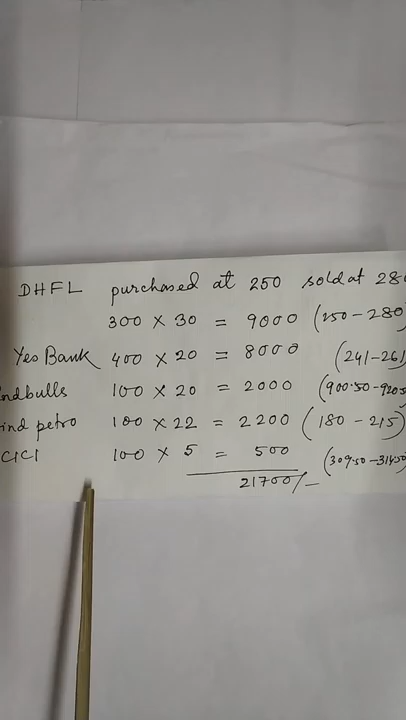 DHFL purchased at 250 sold at 280
300 × 30 = 9000 (250-280)
Yes Bank 400 × 20 = 8000 (241-261
ndbulls 100 × 20 = 2000 (900.50-920.5
ind petro 100 × 22 = 2200 (180-215)
CICI 100 × 5 = 500 (309.50-314.50
21700/-